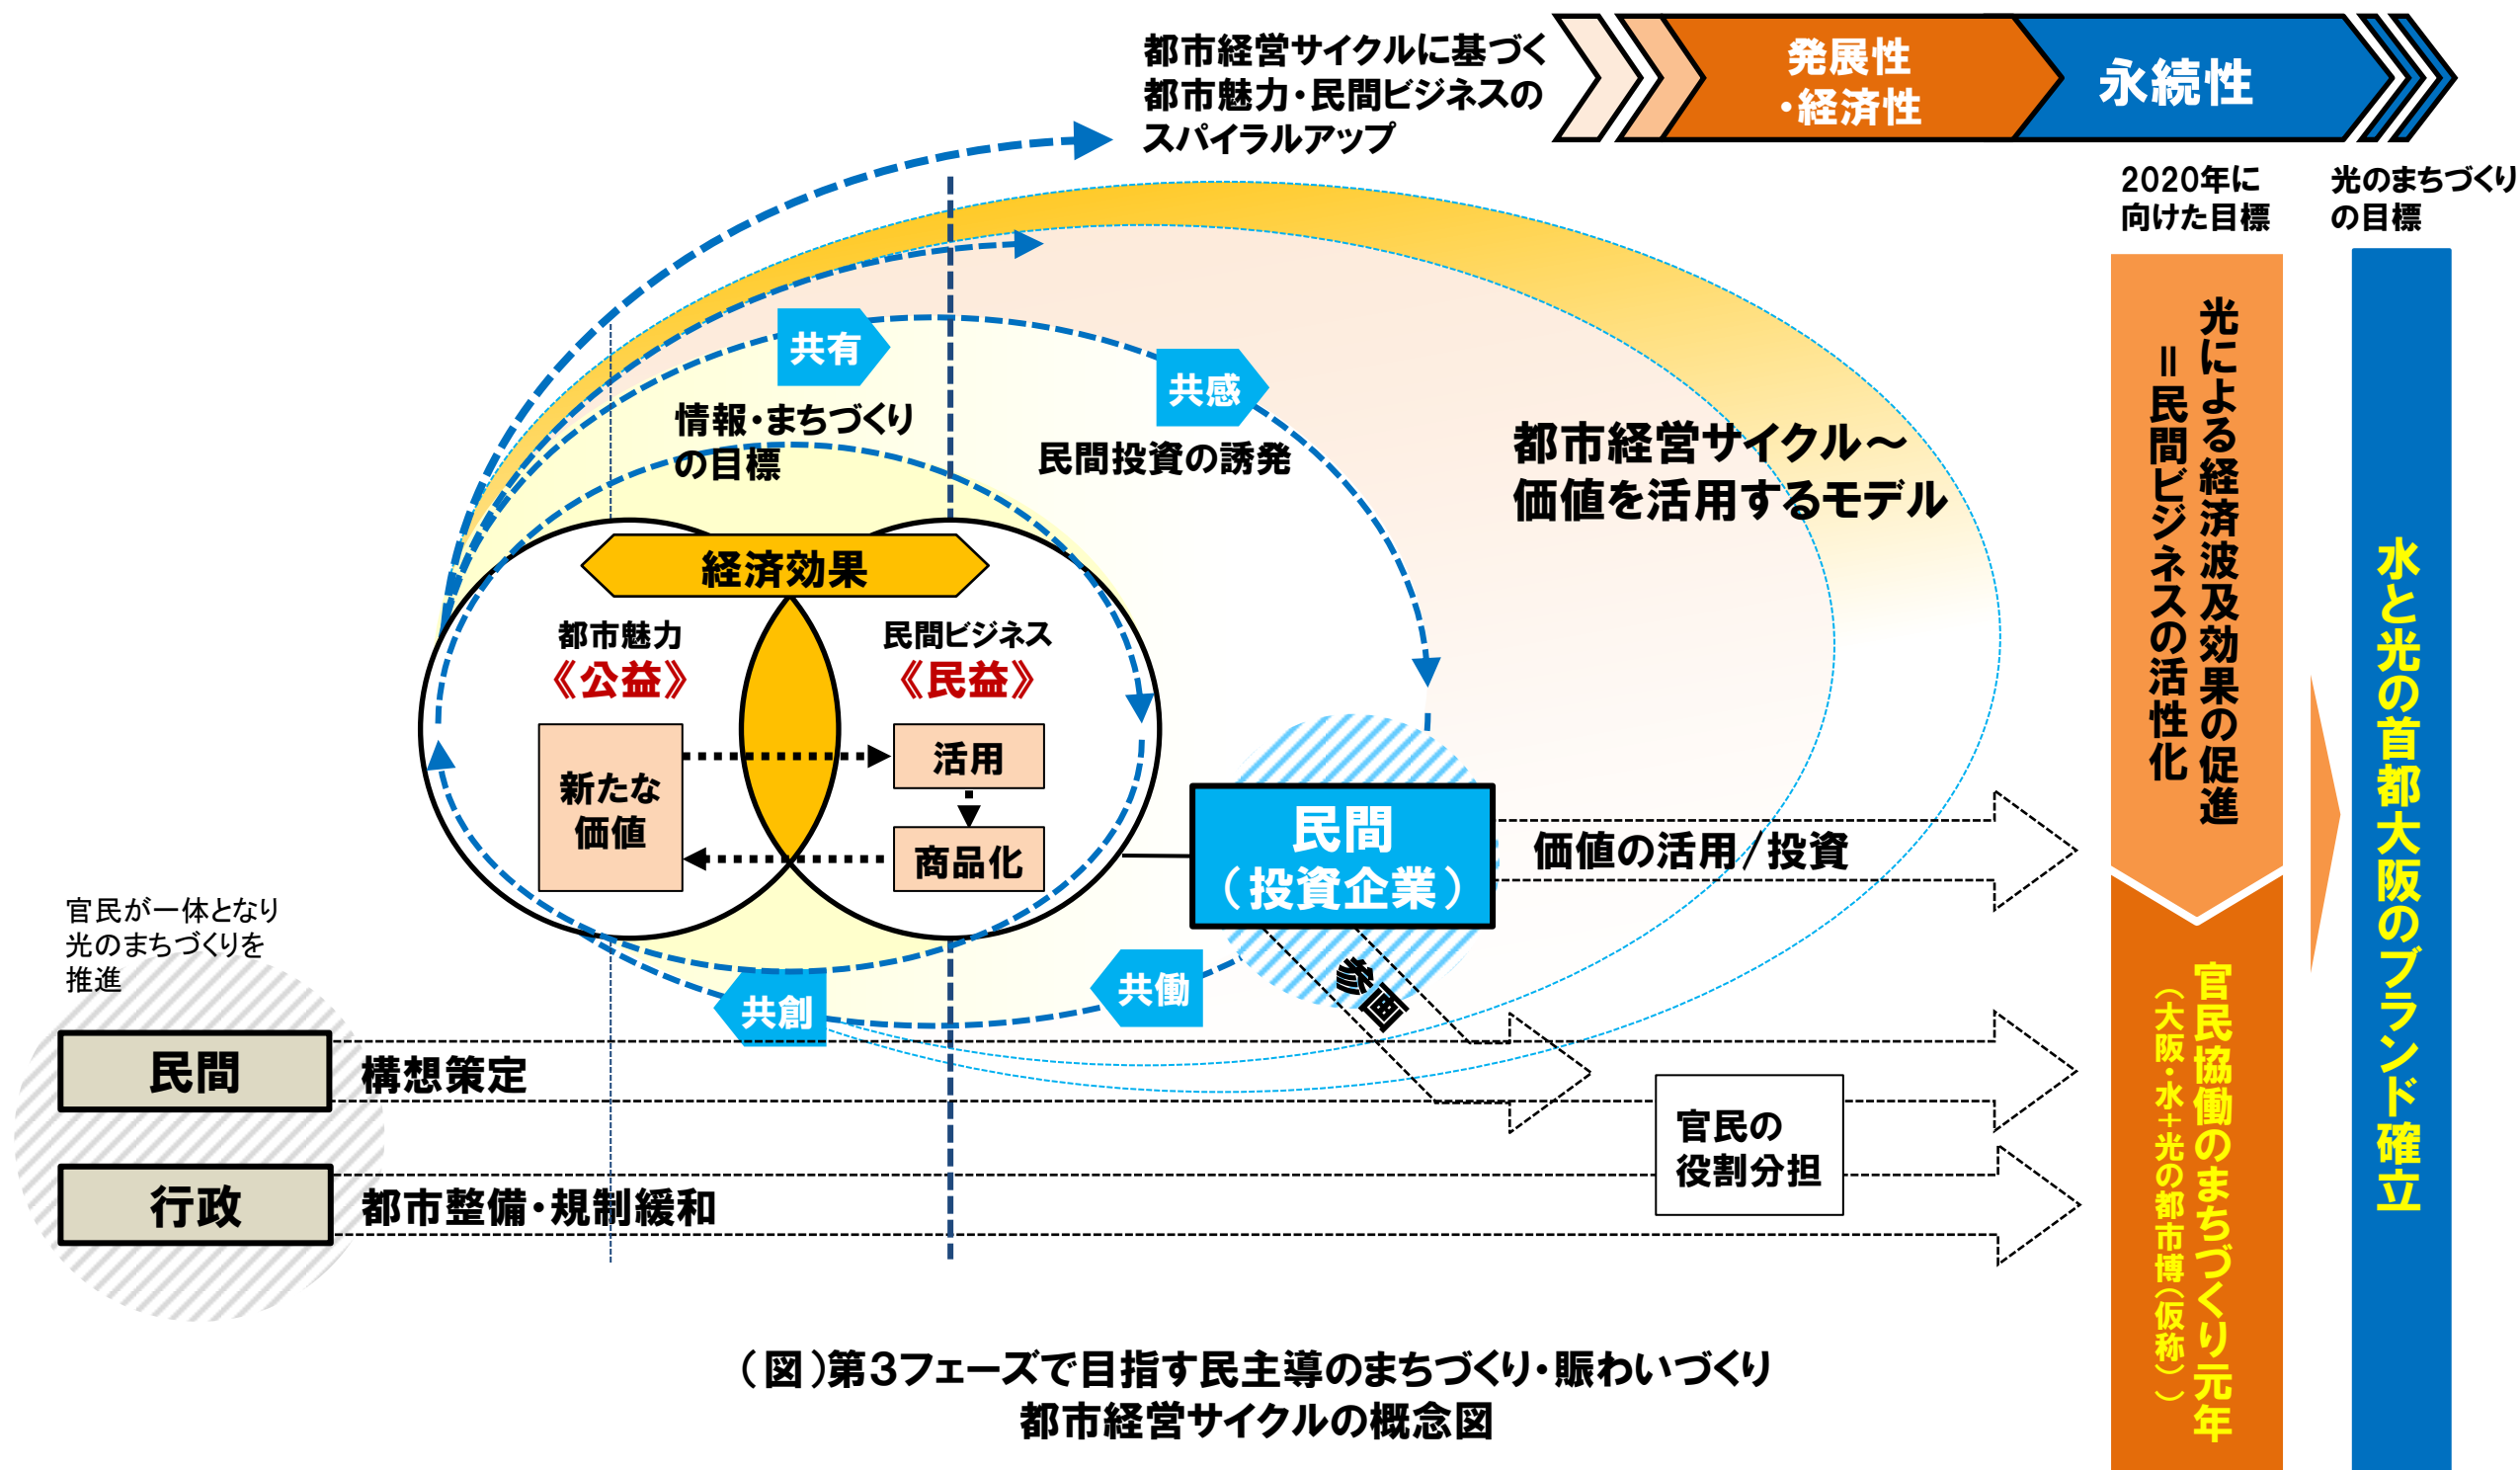 都市経営サイクルに基づく
都市魅力・民間ビジネスの
スパイラルアップ
発展性
・経済性
永続性
2020年に
向けた目標
光のまちづくり
の目標
共有
情報・まちづくり
の目標
共感
民間投資の誘発
都市経営サイクル～
価値を活用するモデル
経済効果
都市魅力
《公益》
民間ビジネス
《民益》
新たな
価値
活用
商品化
民間
（投資企業）
価値の活用/投資
参画
共働
共創
官民が一体となり
光のまちづくりを
推進
民間
構想策定
行政
都市整備・規制緩和
官民の
役割分担
光による経済波及効果の促進
＝民間ビジネスの活性化
官民協働のまちづくり元年
（大阪・水＋光の都市博（仮称））
水と光の首都大阪のブランド確立
（図）第３フェーズで目指す民主導のまちづくり・賑わいづくり
都市経営サイクルの概念図